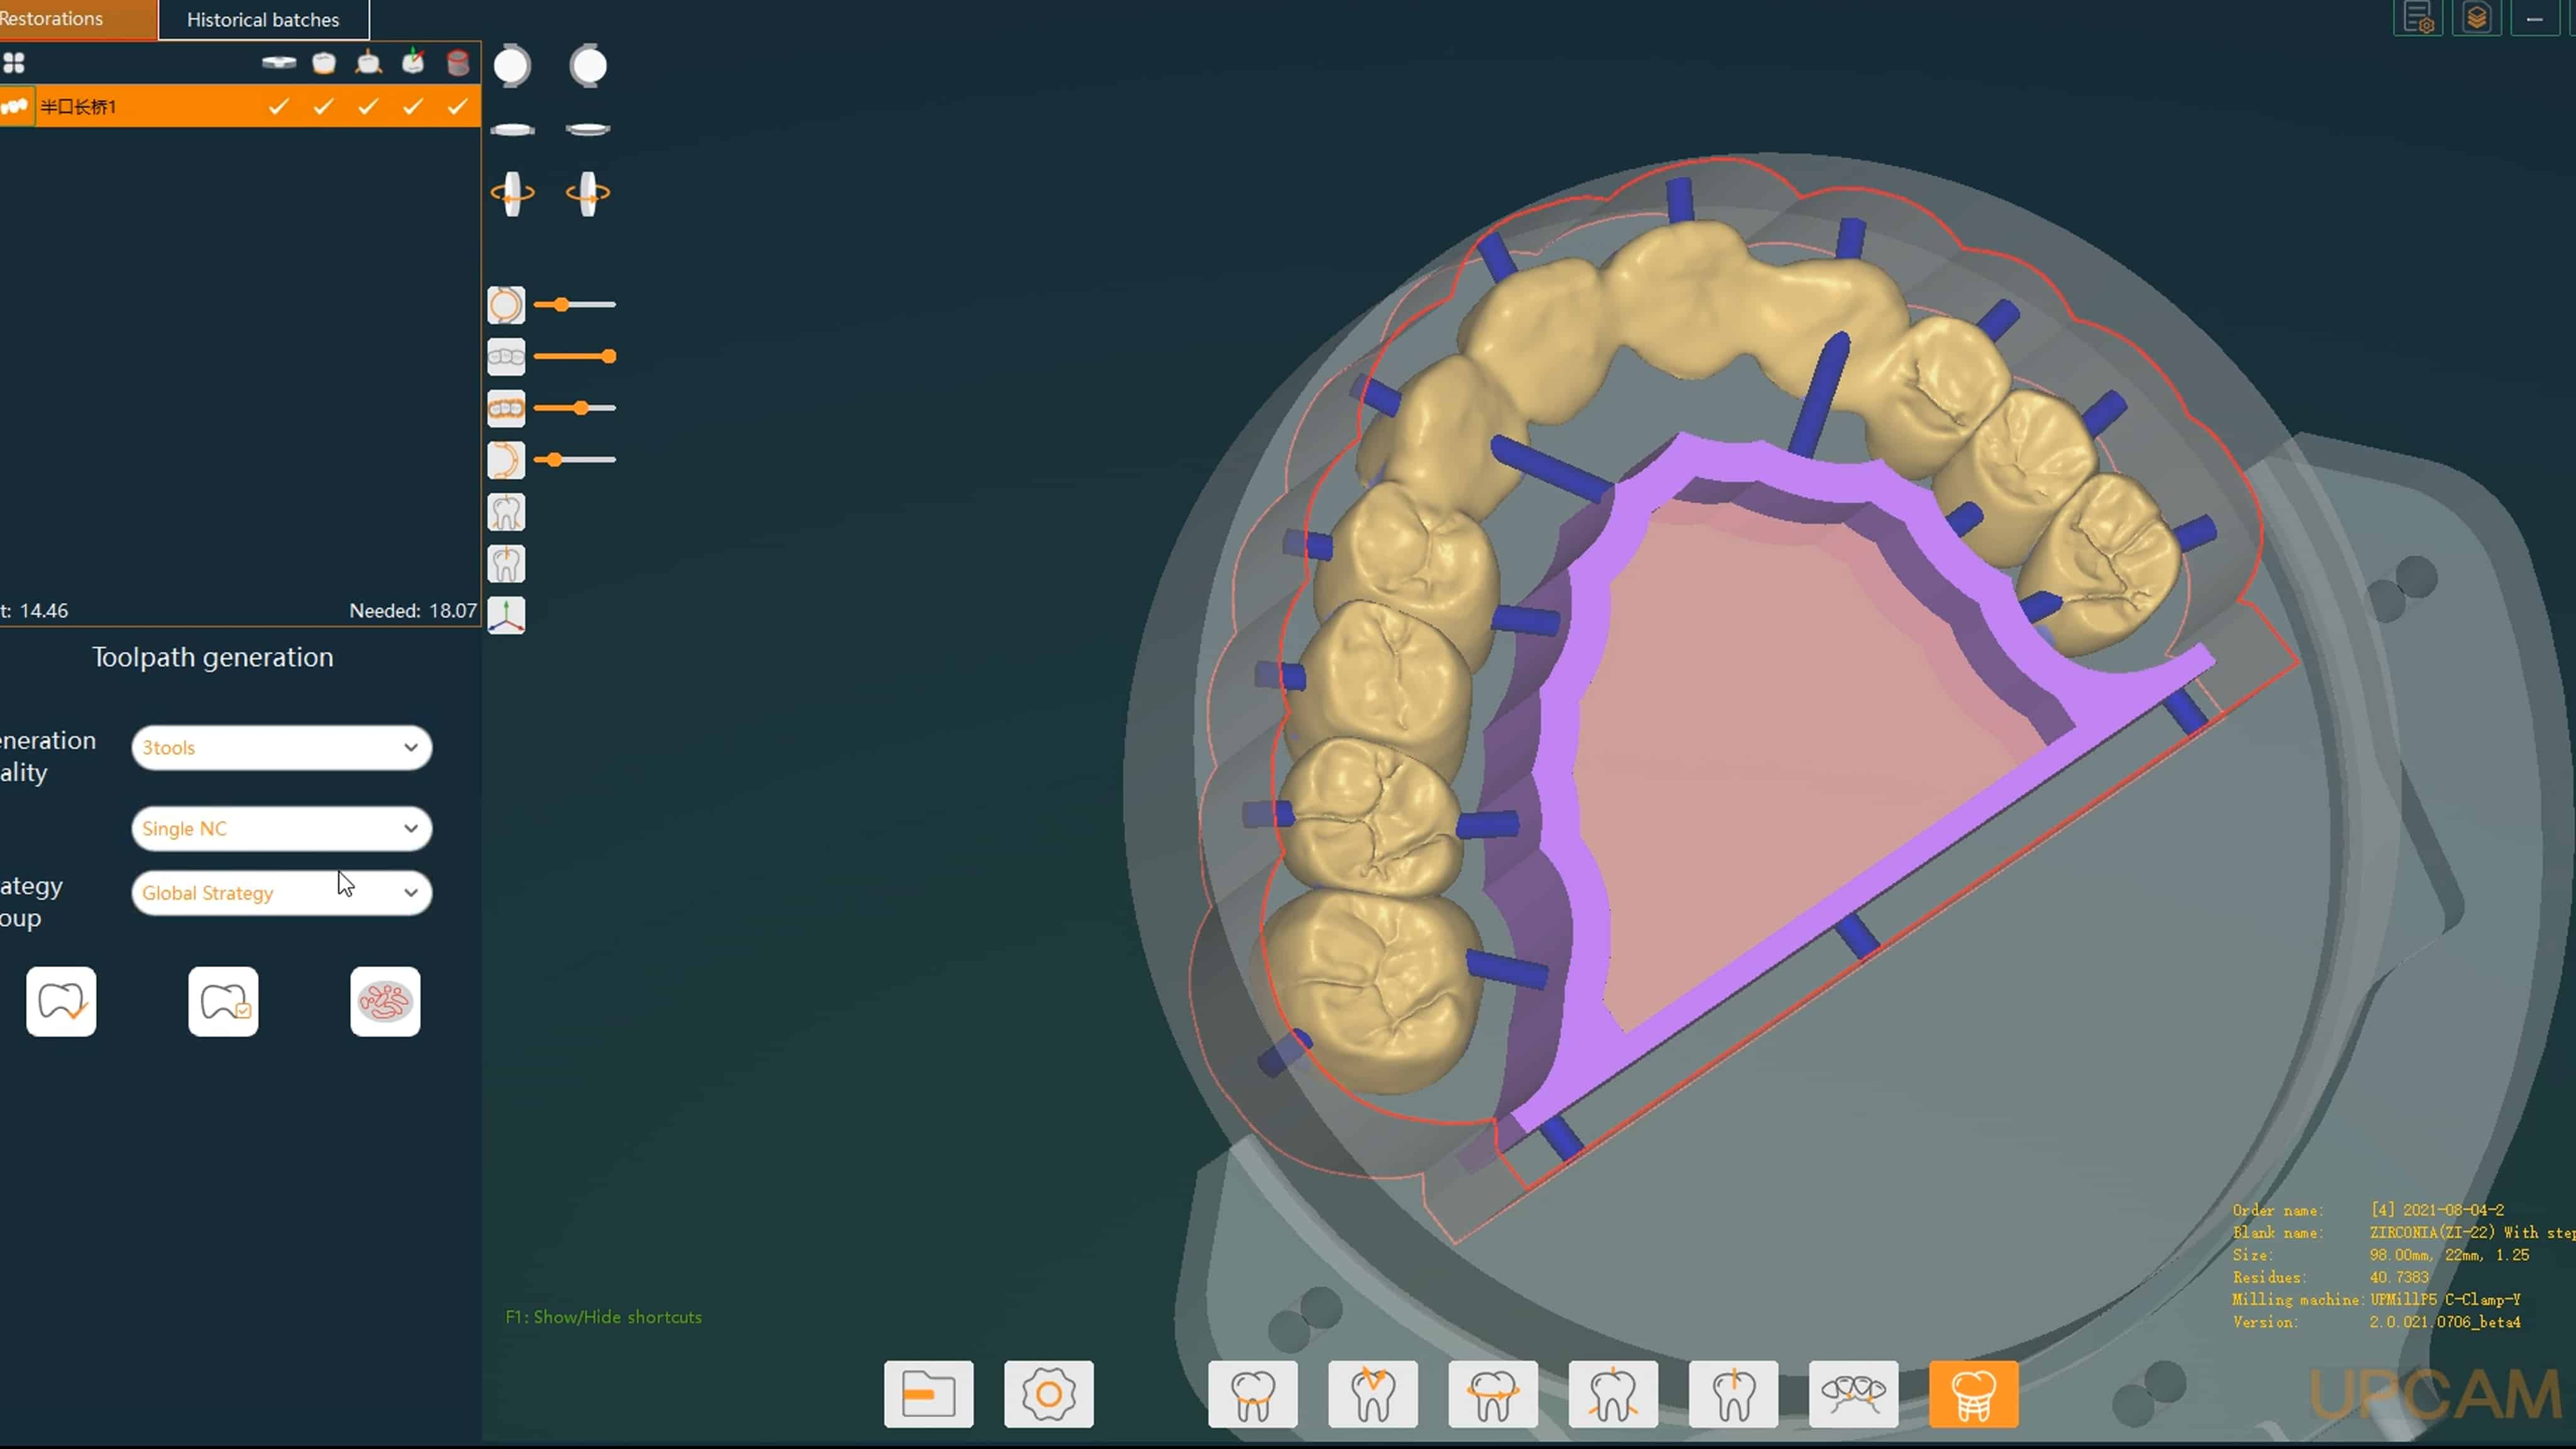 Restorations
Historical batches
半口长桥1
t: 14.46
Needed: 18.07
Toolpath generation
eneration
ality
3tools
Single NC
ategy
oup
Global Strategy
F1: Show/Hide shortcuts
Order name: [4] 2021-08-04-2
Blank name: ZIRCONIA(ZI-22) With step
Size: 98.00mm, 22mm, 1.25
Residues: 40.7383
Milling machine: UPMillP5 C-Clamp-Y
Version: 2.0.021.0706_beta4
UPCAM